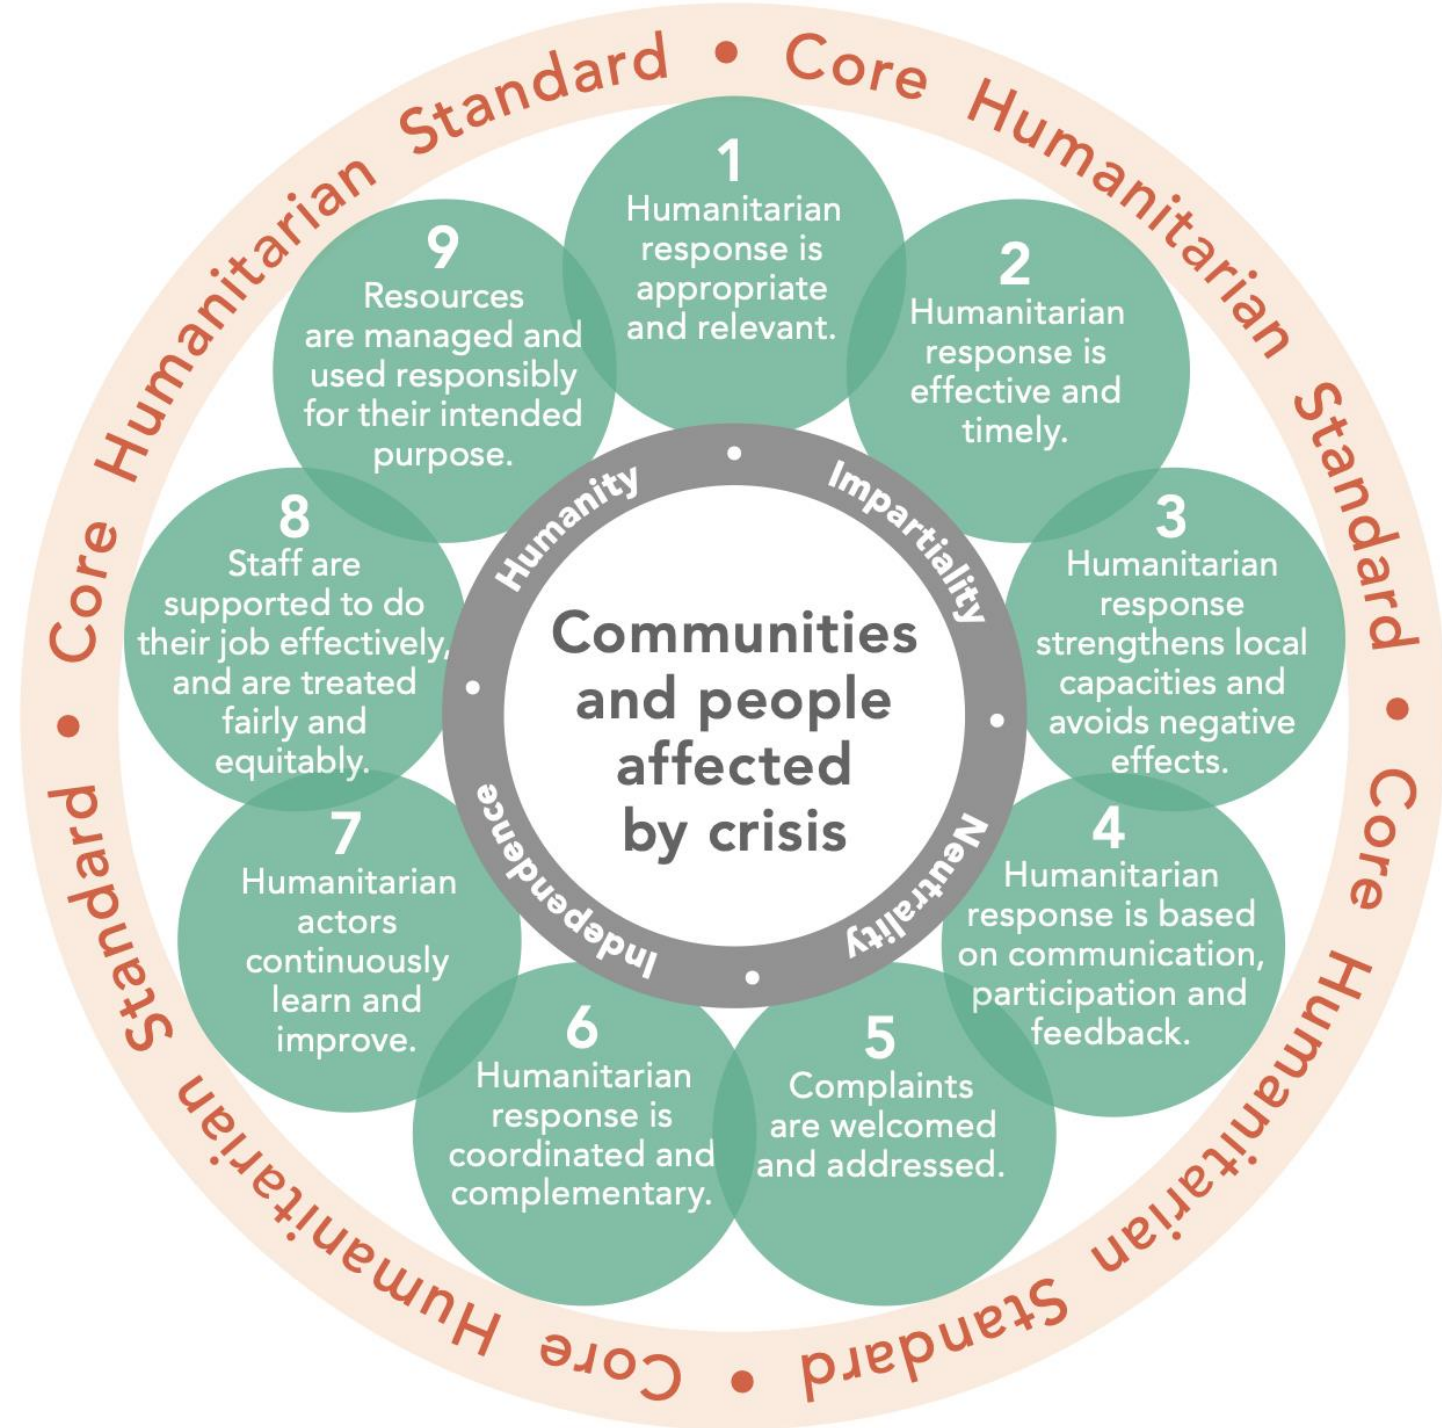 Core Humanitarian Standard • Core Humanitarian Standard • Core Humanitarian Standard • Core Humanitarian Standard •
1
Humanitarian
response is
appropriate
and relevant.
2
Humanitarian
response is
effective and
timely.
3
Humanitarian
response
strengthens local
capacities and
avoids negative
effects.
4
Humanitarian
response is based
on communication,
participation and
feedback.
5
Complaints
are welcomed
and addressed.
6
Humanitarian
response is
coordinated and
complementary.
7
Humanitarian
actors
continuously
learn and
improve.
8
Staff are
supported to do
their job effectively,
and are treated
fairly and
equitably.
9
Resources
are managed and
used responsibly
for their intended
purpose.
Humanity • Impartiality • Neutrality • Independence •
Communities
and people
affected
by crisis